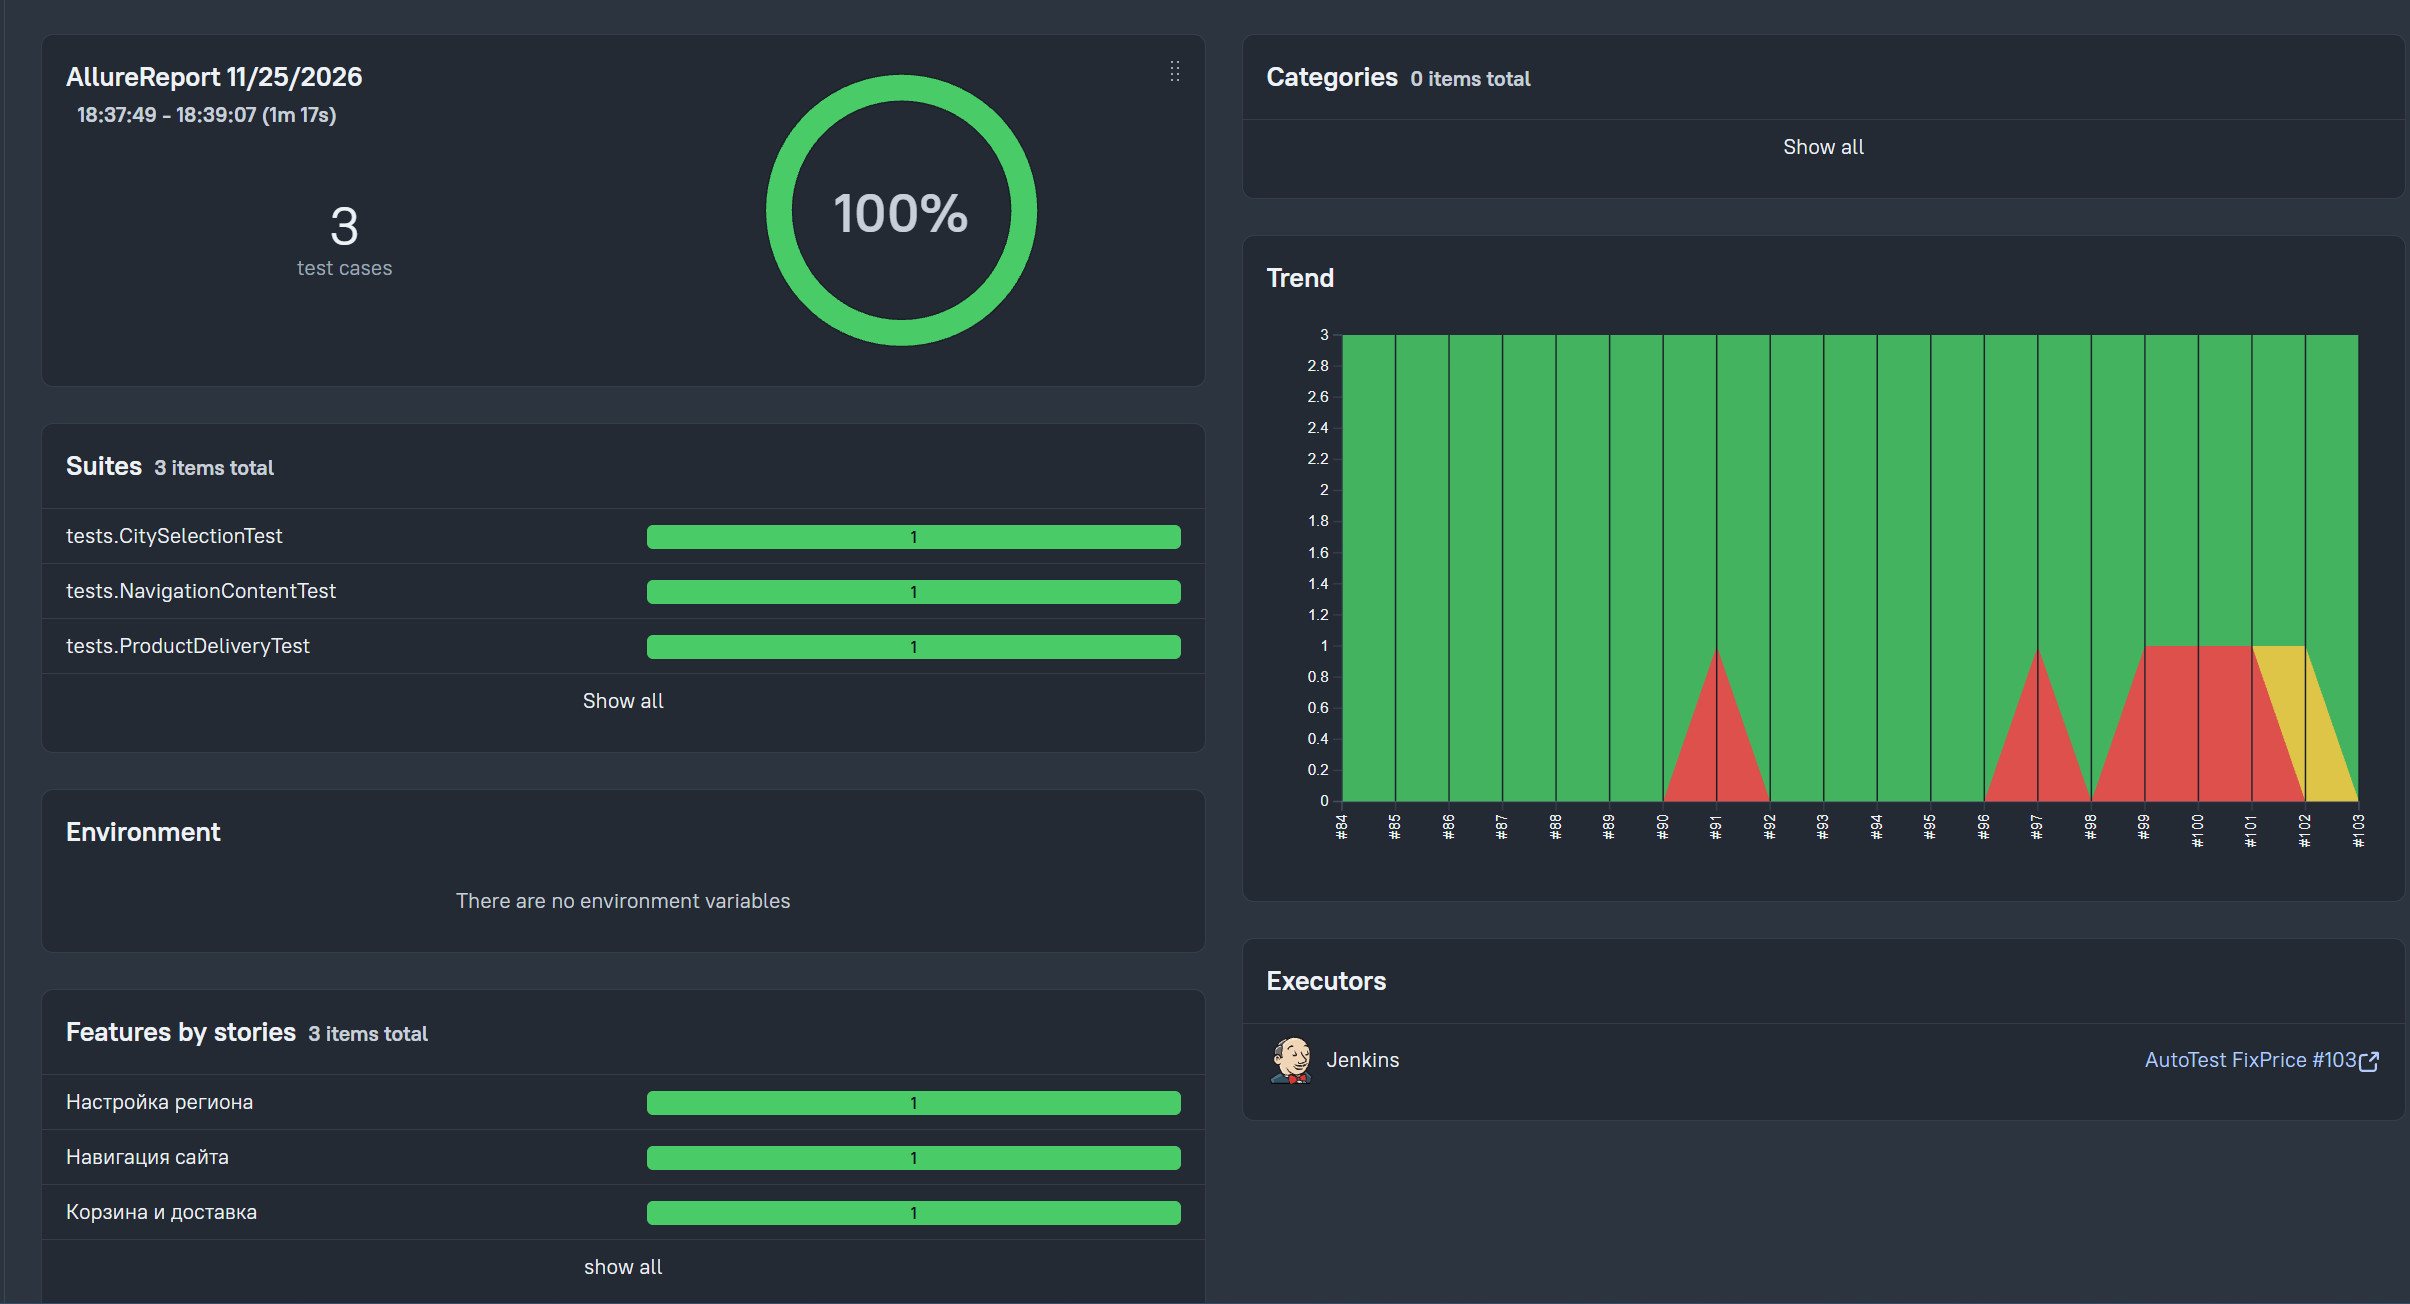 AllureReport 11/25/2026
18:37:49 - 18:39:07 (1m 17s)
3
test cases
100%
Suites 3 items total
tests.CitySelectionTest 1
tests.NavigationContentTest 1
tests.ProductDeliveryTest 1
Show all
Environment
There are no environment variables
Features by stories 3 items total
Настройка региона 1
Навигация сайта 1
Корзина и доставка 1
show all
Categories 0 items total
Show all
Trend
3
2.8
2.6
2.4
2.2
2
1.8
1.6
1.4
1.2
1
0.8
0.6
0.4
0.2
0
#84 #85 #86 #87 #88 #89 #90 #91 #92 #93 #94 #95 #96 #97 #98 #99 #100 #101 #102 #103
Executors
Jenkins AutoTest FixPrice #103